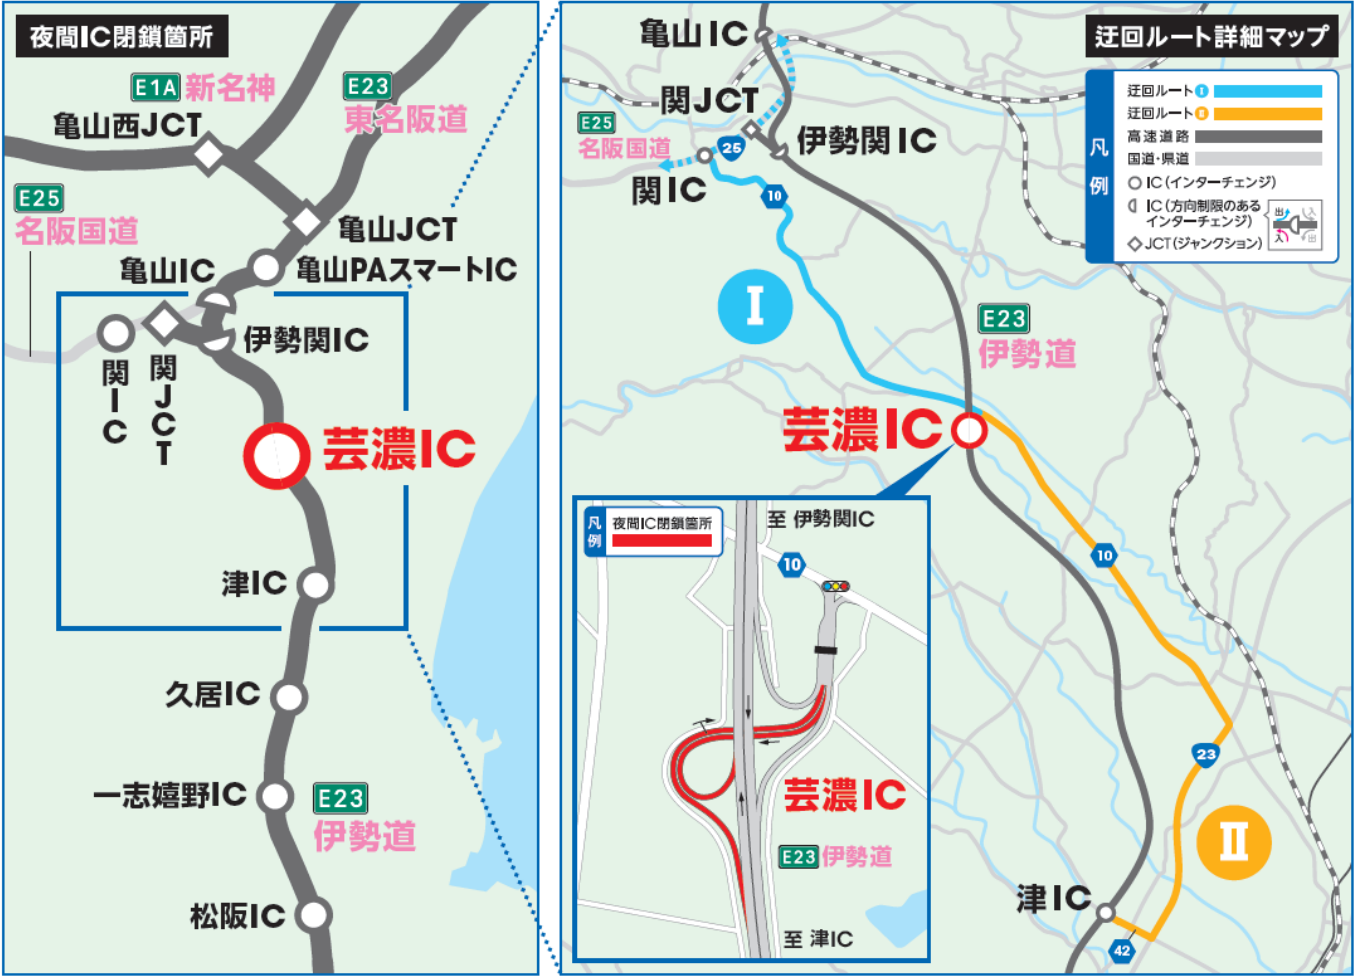 夜間IC閉鎖箇所
E1A 新名神
E23
東名阪道
亀山西JCT
E25
名阪国道
亀山JCT
亀山IC
亀山PAスマートIC
伊勢関IC
関IC
関JCT
芸濃IC
津IC
久居IC
一志嬉野IC
E23
伊勢道
松阪IC
迂回ルート詳細マップ
凡例
迂回ルートI
迂回ルートII
高速道路
国道・県道
IC(インターチェンジ)
IC(方向制限のある
インターチェンジ)
出
入
入
出
JCT(ジャンクション)
亀山IC
関JCT
E25
名阪国道
25
伊勢関IC
関IC
10
I
E23
伊勢道
芸濃IC
10
23
II
津IC
42
凡例
夜間IC閉鎖箇所
至 伊勢関IC
10
芸濃IC
E23 伊勢道
至 津IC